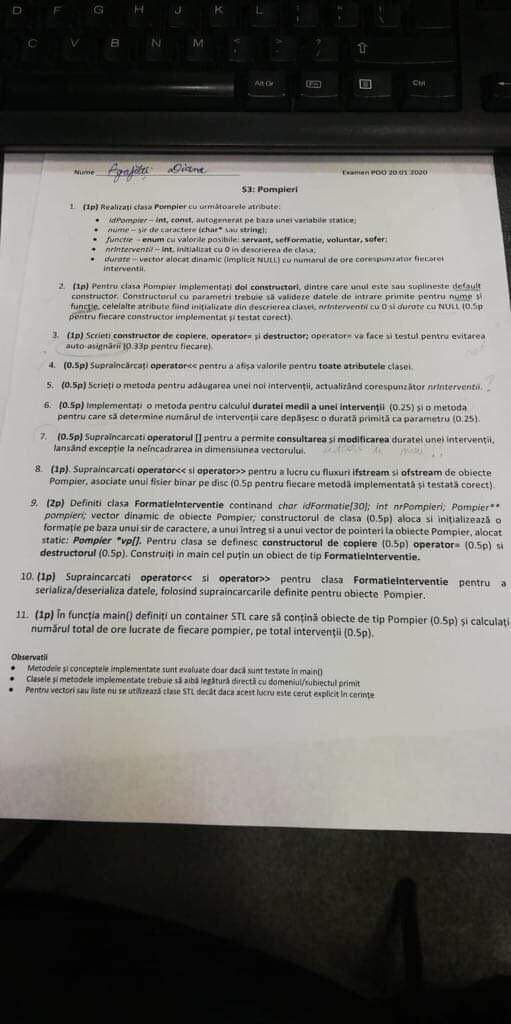 D F G H J K L
C V B N M < > ?
Alt Gr Fn Ctrl
Nume Diana Examen POO 20.01.2020
S3: Pompieri
1. (1p) Realizați clasa Pompier cu următoarele atribute:
• idPompier – int, const, autogenerat pe baza unei variabile statice;
• nume – șir de caractere (char* sau string);
• functie - enum cu valorile posibile: servant, sefFormatie, voluntar, sofer;
• nrInterventii – int, initializat cu 0 in descrierea de clasa;
• durate – vector alocat dinamic (implicit NULL) cu numarul de ore corespunzator fiecarei
interventii.
2. (1p) Pentru clasa Pompier implementați doi constructori, dintre care unul este sau suplineste default
constructor. Constructorul cu parametri trebuie să valideze datele de intrare primite pentru nume și
funcție, celelalte atribute fiind inițializate din descrierea clasei, nrInterventii cu 0 si durate cu NULL (0.5p
pentru fiecare constructor implementat și testat corect).
3. (1p) Scrieti constructor de copiere, operator= și destructor; operator= va face si testul pentru evitarea
auto-asignării (0.33p pentru fiecare).
4. (0.5p) Supraîncărcați operator<< pentru a afișa valorile pentru toate atributele clasei.
5. (0.5p) Scrieți o metoda pentru adăugarea unei noi intervenții, actualizând corespunzător nrInterventii. ?
6. (0.5p) Implementați o metoda pentru calculul duratei medii a unei intervenții (0.25) și o metoda
pentru care să determine numărul de interventii care depășesc o durată primită ca parametru (0.25).
7. (0.5p) Supraîncarcati operatorul [] pentru a permite consultarea și modificarea duratei unei intervenții,
lansând excepție la neîncadrarea in dimensiunea vectorului.
8. (1p). Supraincarcati operator<< si operator>> pentru a lucru cu fluxuri ifstream si ofstream de obiecte
Pompier, asociate unui fisier binar pe disc (0.5p pentru fiecare metodă implementată și testată corect).
9. (2p) Definiti clasa FormatieInterventie continand char idFormatie[30]; int nrPompieri; Pompier**
pompieri; vector dinamic de obiecte Pompier; constructorul de clasa (0.5p) aloca si initializează o
formație pe baza unui sir de caractere, a unui întreg si a unui vector de pointeri la obiecte Pompier, alocat
static: Pompier *vp[]. Pentru clasa se definesc constructorul de copiere (0.5p) operator= (0.5p) si
destructorul (0.5p). Construiți in main cel puțin un obiect de tip FormatieInterventie.
10. (1p) Supraincarcati operator<< si operator>> pentru clasa FormatieInterventie pentru a
serializa/deserializa datele, folosind supraincarcarile definite pentru obiecte Pompier.
11. (1p) În funcția main() definiți un container STL care să conțină obiecte de tip Pompier (0.5p) și calculați
numărul total de ore lucrate de fiecare pompier, pe total intervenții (0.5p).
Observatii
• Metodele și conceptele implementate sunt evaluate doar dacă sunt testate în main()
• Clasele și metodele implementate trebuie să aibă legătură directă cu domeniul/subiectul primit
• Pentru vectori sau liste nu se utilizează clase STL decât daca acest lucru este cerut explicit în cerințe